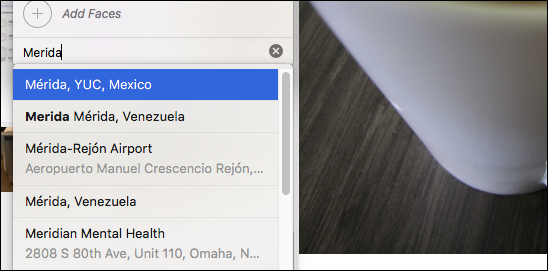 Add Faces
Merida
Mérida, YUC, Mexico
Merida Mérida, Venezuela
Mérida-Rejón Airport
Aeropuerto Manuel Crescencio Rejón,...
Mérida, Venezuela
Meridian Mental Health
2808 S 80th Ave, Unit 110, Omaha, N...